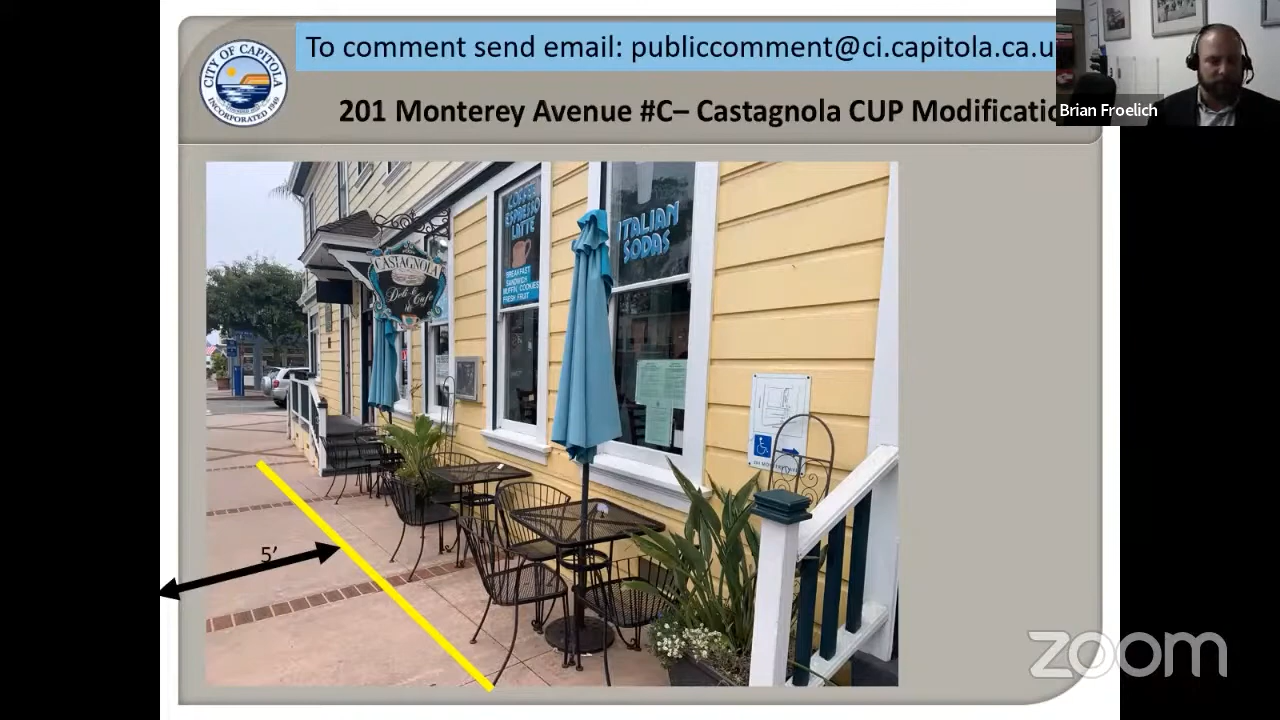 To comment send email: publiccomment@ci.capitola.ca.u
201 Monterey Avenue #C– Castagnola CUP Modificatio
Brian Froelich
CITY OF CAPITOLA
INCORPORATED 1949
COFFEE
ESPRESSO
LATTE
BREAKFAST
SANDWICH
MUFFIN, COOKIES
FRESH FRUIT
ITALIAN
SODAS
CASTAGNOLA
Deli & Cafe
5'
zoom